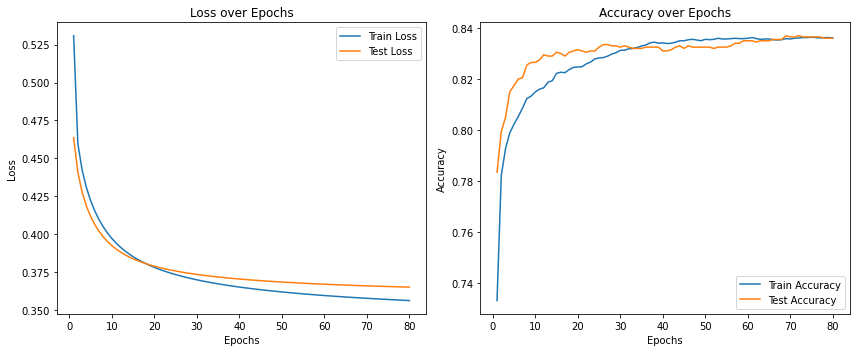 Loss over Epochs
Train Loss
Test Loss
0.525
0.500
0.475
0.450
0.425
0.400
0.375
0.350
Loss
0 10 20 30 40 50 60 70 80
Epochs
Accuracy over Epochs
0.84
0.82
0.80
0.78
0.76
0.74
Accuracy
Train Accuracy
Test Accuracy
0 10 20 30 40 50 60 70 80
Epochs